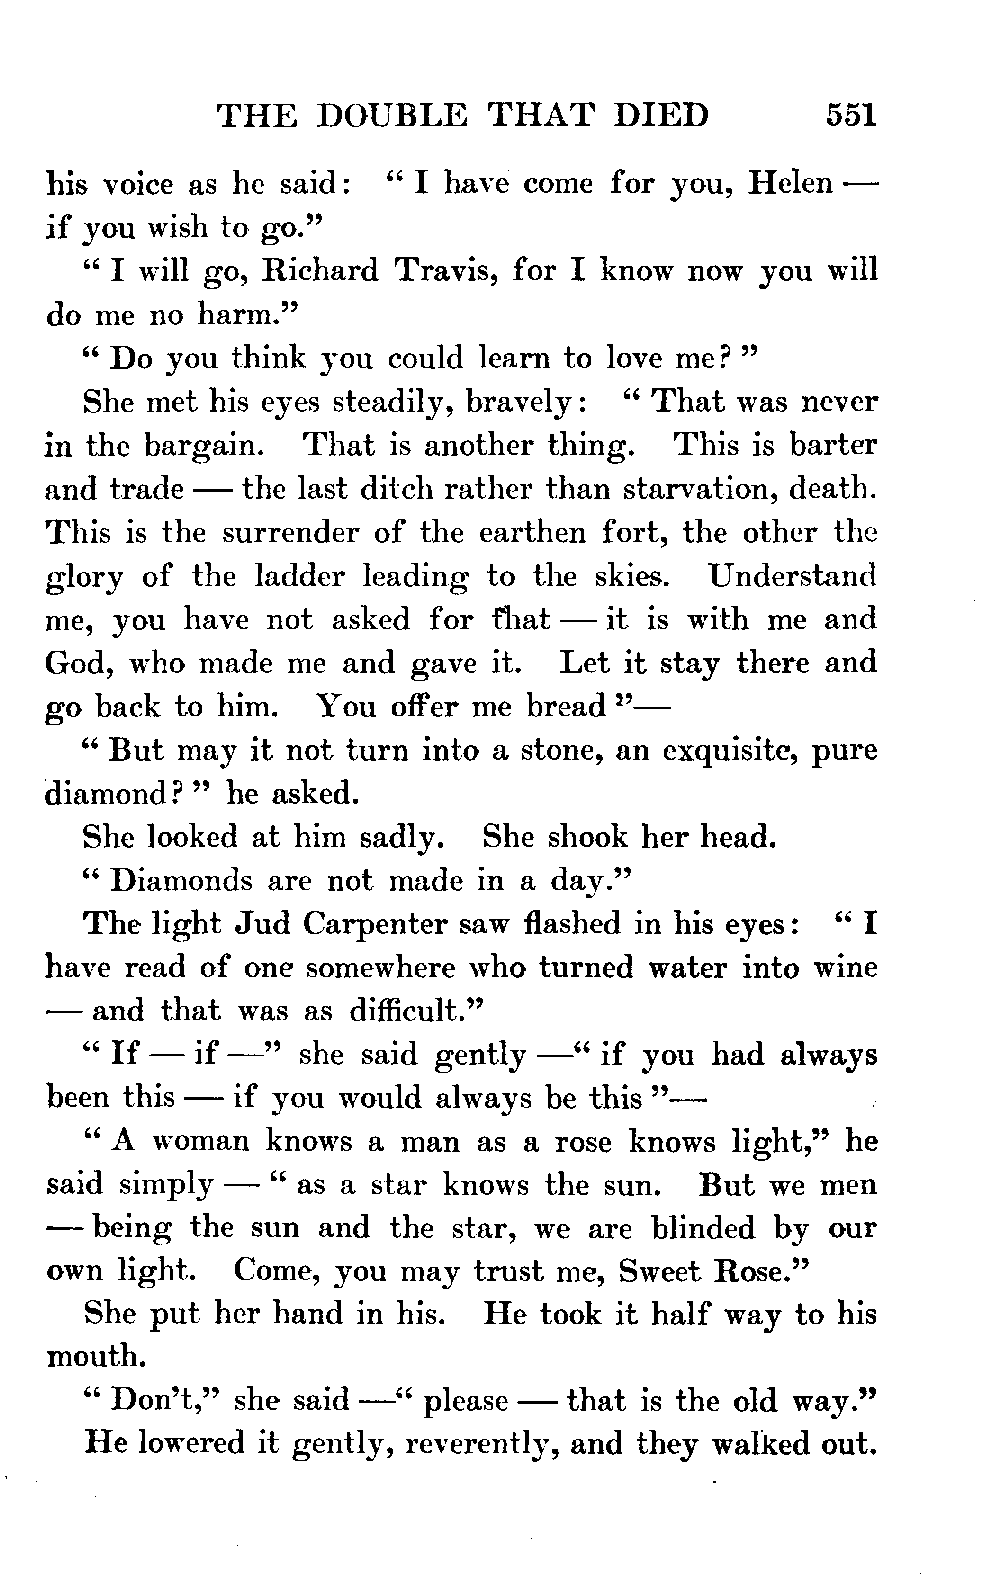 THE DOUBLE THAT DIED 551
his voice as he said: “ I have come for you, Helen —
if you wish to go.”
“ I will go, Richard Travis, for I know now you will
do me no harm.”
“ Do you think you could learn to love me? ”
She met his eyes steadily, bravely: “ That was never
in the bargain. That is another thing. This is barter
and trade — the last ditch rather than starvation, death.
This is the surrender of the earthen fort, the other the
glory of the ladder leading to the skies. Understand
me, you have not asked for that — it is with me and
God, who made me and gave it. Let it stay there and
go back to him. You offer me bread ”—
“ But may it not turn into a stone, an exquisite, pure
diamond? ” he asked.
She looked at him sadly. She shook her head.
“ Diamonds are not made in a day.”
The light Jud Carpenter saw flashed in his eyes: “ I
have read of one somewhere who turned water into wine
— and that was as difficult.”
“ If — if —” she said gently —“ if you had always
been this — if you would always be this ”—
“ A woman knows a man as a rose knows light,” he
said simply — “ as a star knows the sun. But we men
— being the sun and the star, we are blinded by our
own light. Come, you may trust me, Sweet Rose.”
She put her hand in his. He took it half way to his
mouth.
“ Don’t,” she said —“ please — that is the old way.”
He lowered it gently, reverently, and they walked out.